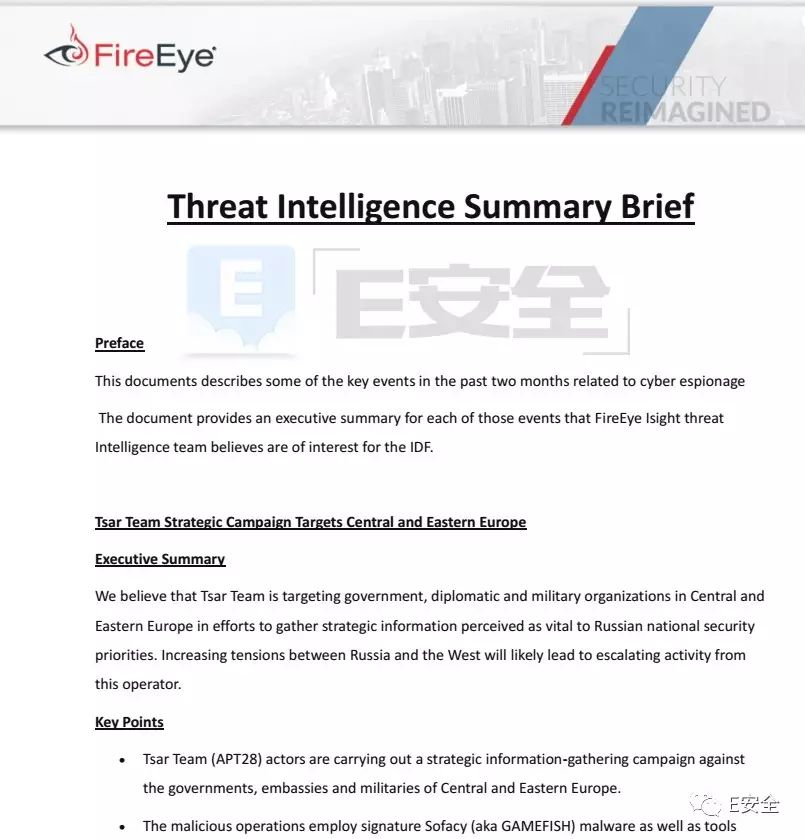 FireEye
SECURITY
REIMAGINED
Threat Intelligence Summary Brief
E E安全
Preface
This documents describes some of the key events in the past two months related to cyber espionage
The document provides an executive summary for each of those events that FireEye Isight threat
Intelligence team believes are of interest for the IDF.
Tsar Team Strategic Campaign Targets Central and Eastern Europe
Executive Summary
We believe that Tsar Team is targeting government, diplomatic and military organizations in Central and
Eastern Europe in efforts to gather strategic information perceived as vital to Russian national security
priorities. Increasing tensions between Russia and the West will likely lead to escalating activity from
this operator.
Key Points
• Tsar Team (APT28) actors are carrying out a strategic information-gathering campaign against
the governments, embassies and militaries of Central and Eastern Europe.
• The malicious operations employ signature Sofacy (aka GAMEFISH) malware as well as tools
E安全